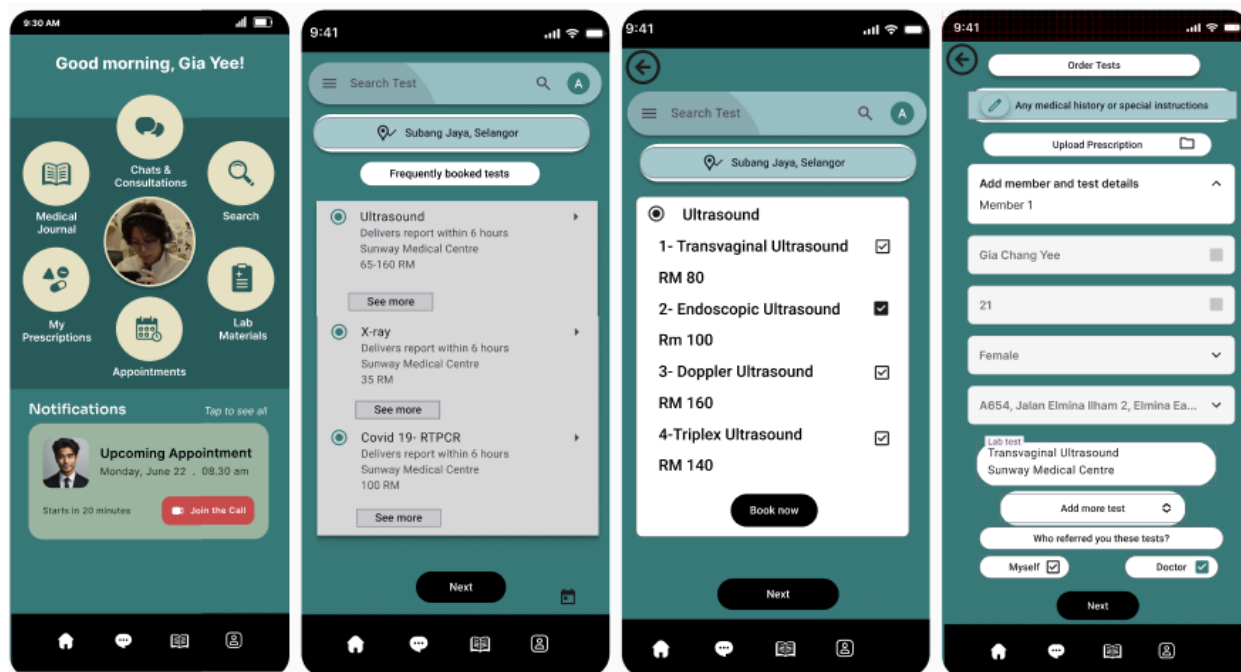 9:30 AM
Good morning, Gia Yee!
Chats &
Consultations
Medical
Journal
Search
My
Prescriptions
Lab
Materials
Appointments
Notifications
Tap to see all
Upcoming Appointment
Monday, June 22 . 08.30 am
Starts in 20 minutes
Join the Call
9:41
Search Test
A
Subang Jaya, Selangor
Frequently booked tests
Ultrasound
Delivers report within 6 hours
Sunway Medical Centre
65-160 RM
See more
X-ray
Delivers report within 6 hours
Sunway Medical Centre
35 RM
See more
Covid 19- RTPCR
Delivers report within 6 hours
Sunway Medical Centre
100 RM
See more
Next
9:41
Search Test
A
Subang Jaya, Selangor
Ultrasound
1- Transvaginal Ultrasound
RM 80
2- Endoscopic Ultrasound
Rm 100
3- Doppler Ultrasound
RM 160
4-Triplex Ultrasound
RM 140
Book now
Next
9:41
Order Tests
Any medical history or special instructions
Upload Prescription
Add member and test details
Member 1
Gia Chang Yee
21
Female
A654, Jalan Elmina Ilham 2, Elmina Ea...
Lab test
Transvaginal Ultrasound
Sunway Medical Centre
Add more test
Who referred you these tests?
Myself
Doctor
Next